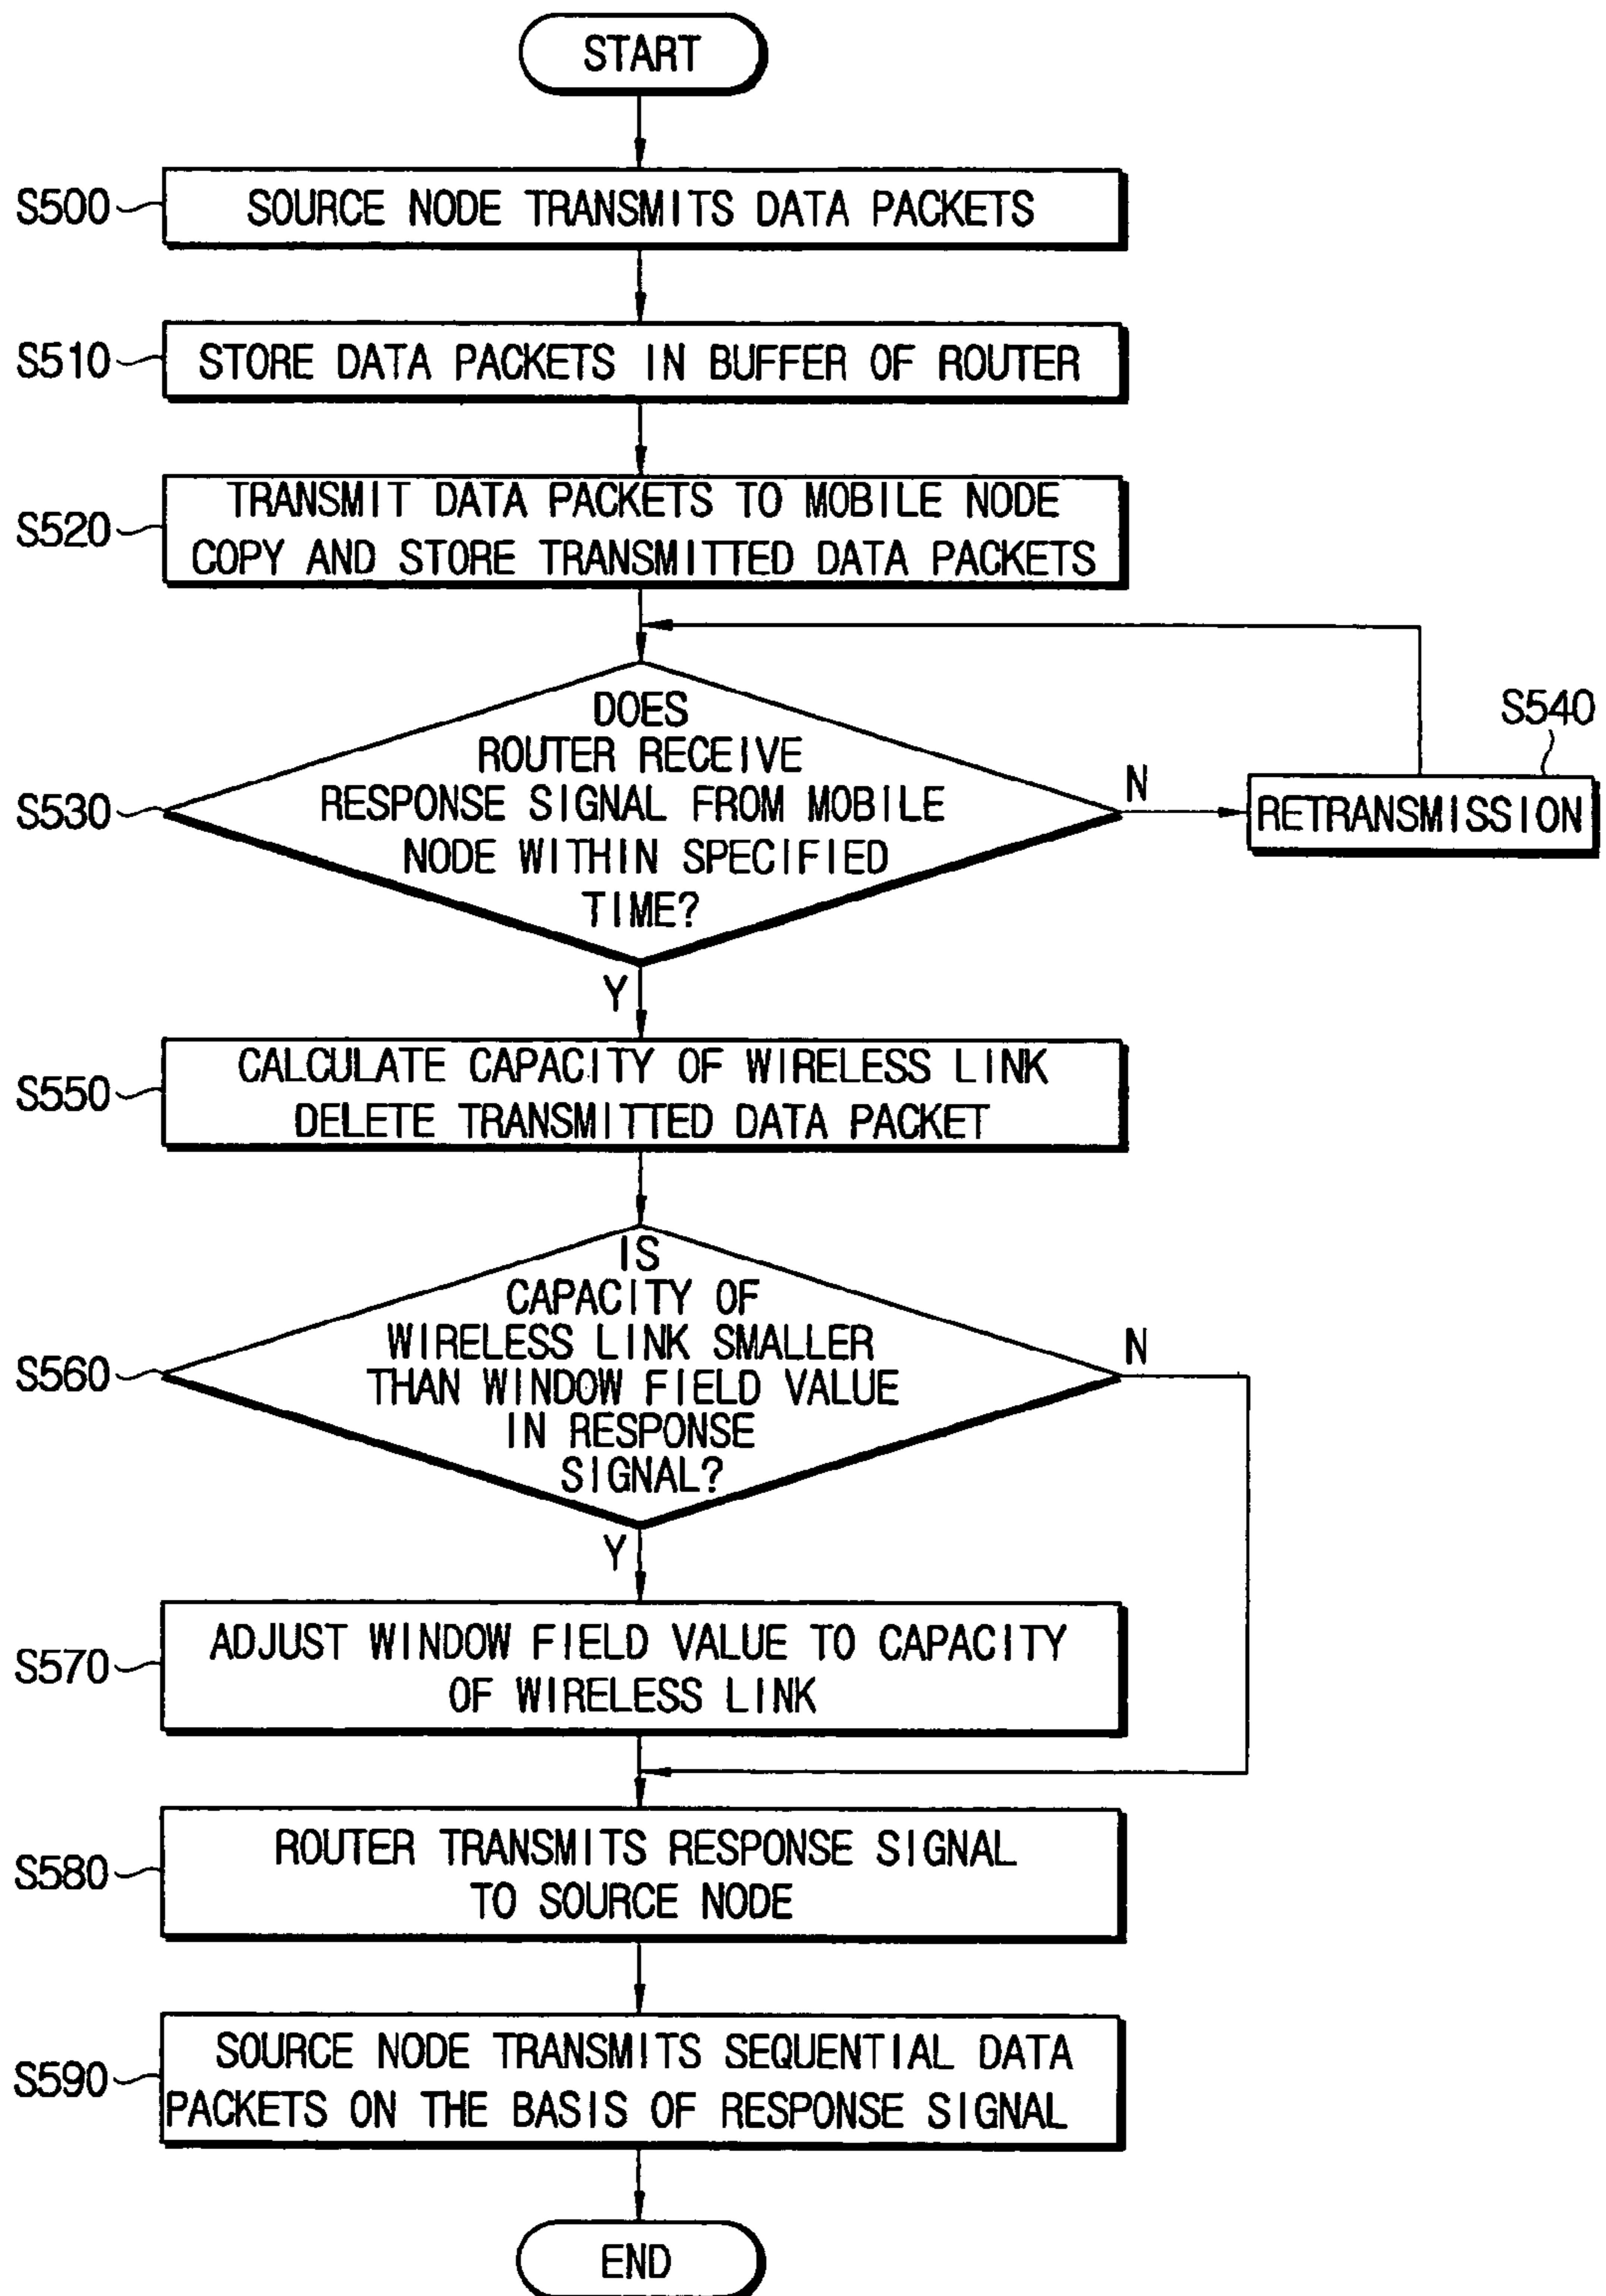 START
S500
SOURCE NODE TRANSMITS DATA PACKETS
S510
STORE DATA PACKETS IN BUFFER OF ROUTER
S520
TRANSMIT DATA PACKETS TO MOBILE NODE
COPY AND STORE TRANSMITTED DATA PACKETS
S530
DOES
ROUTER RECEIVE
RESPONSE SIGNAL FROM MOBILE
NODE WITHIN SPECIFIED
TIME?
N
S540
RETRANSMISSION
Y
S550
CALCULATE CAPACITY OF WIRELESS LINK
DELETE TRANSMITTED DATA PACKET
S560
IS
CAPACITY OF
WIRELESS LINK SMALLER
THAN WINDOW FIELD VALUE
IN RESPONSE
SIGNAL?
N
Y
S570
ADJUST WINDOW FIELD VALUE TO CAPACITY
OF WIRELESS LINK
S580
ROUTER TRANSMITS RESPONSE SIGNAL
TO SOURCE NODE
S590
SOURCE NODE TRANSMITS SEQUENTIAL DATA
PACKETS ON THE BASIS OF RESPONSE SIGNAL
END